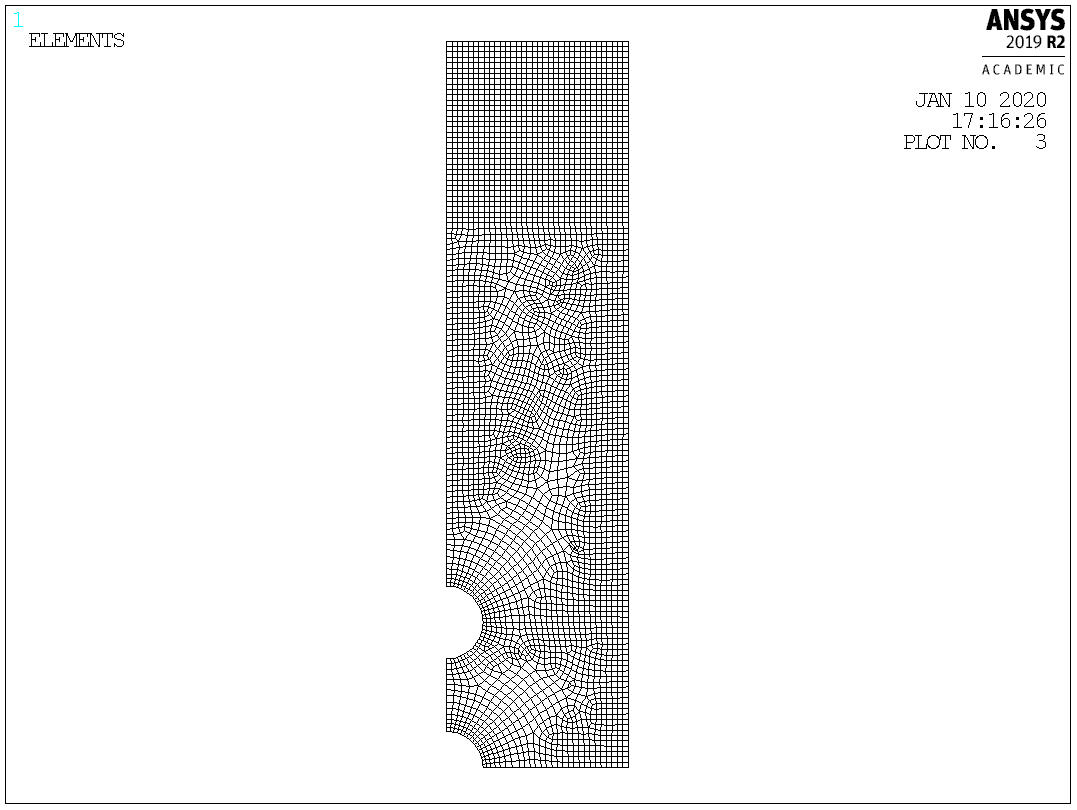 1
ELEMENTS
ANSYS
2019 R2
ACADEMIC
JAN 10 2020
17:16:26
PLOT NO. 3